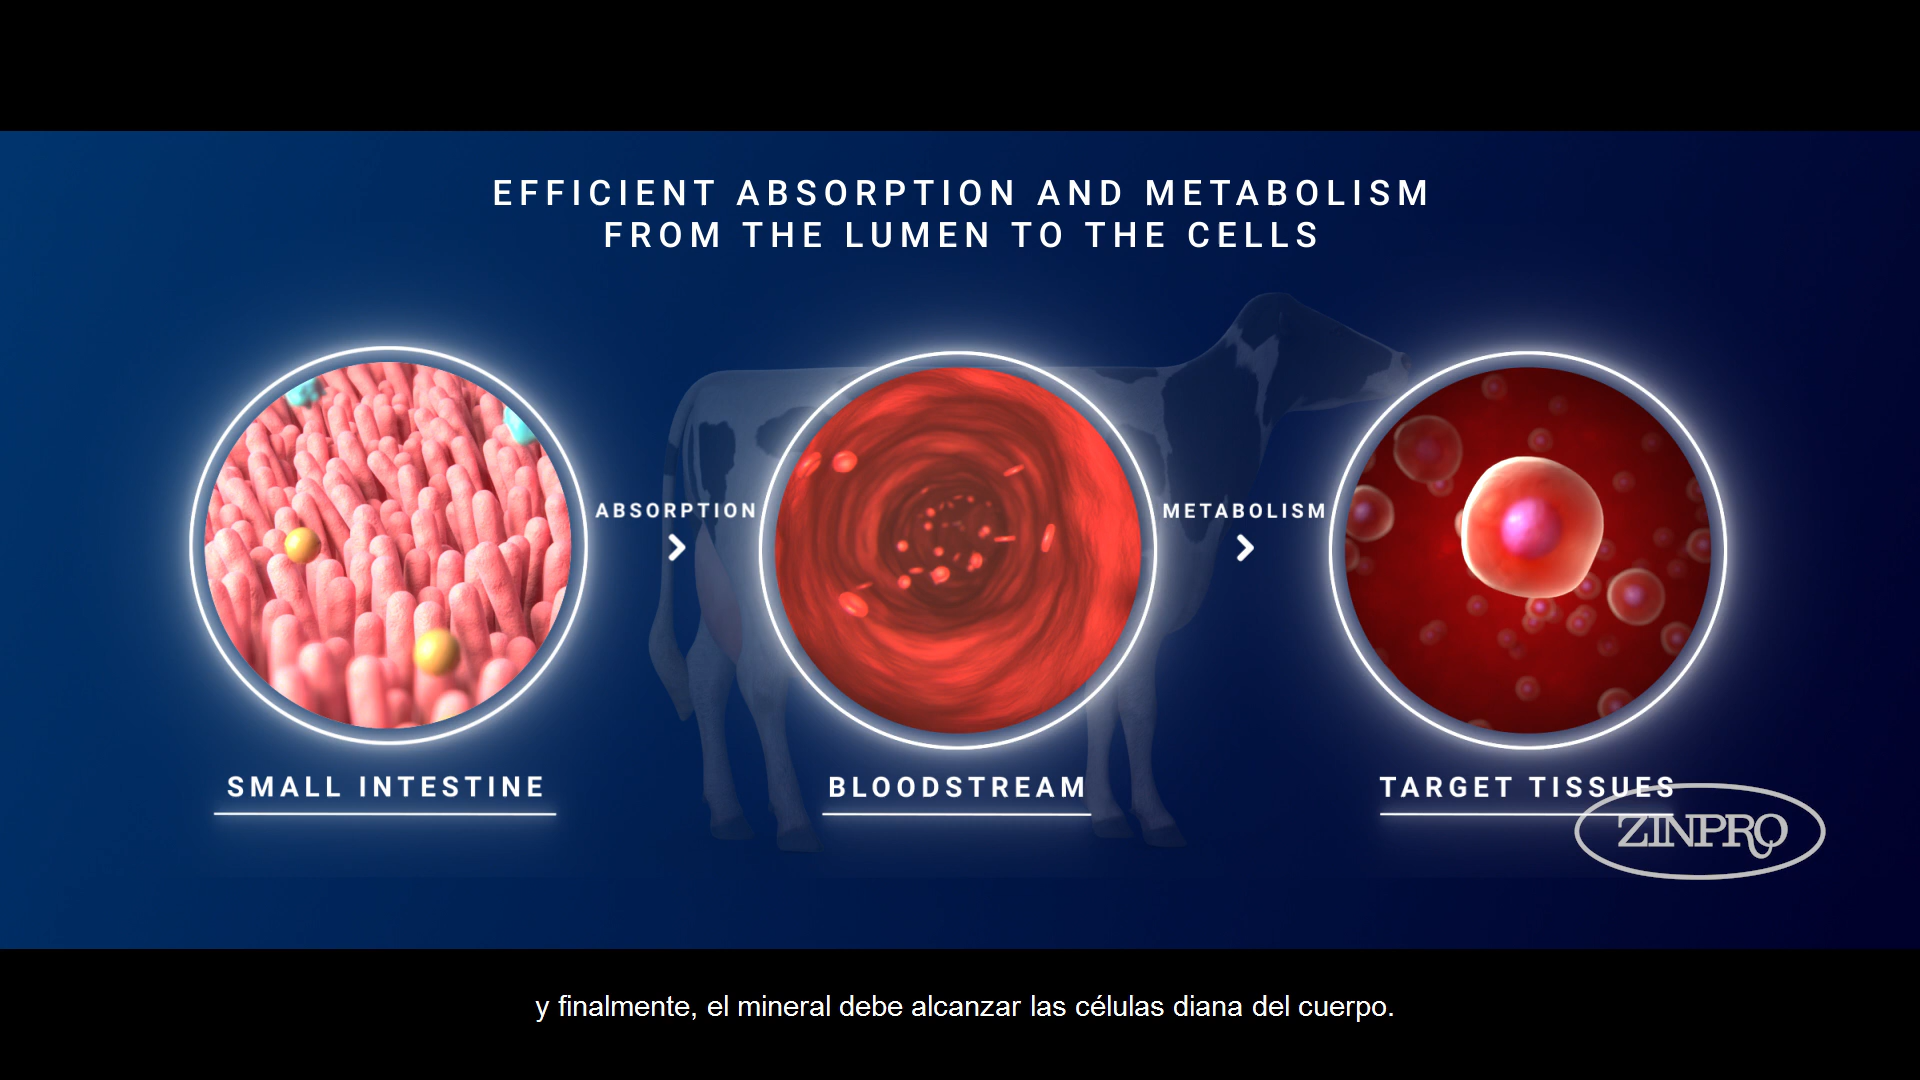 EFFICIENT ABSORPTION AND METABOLISM
FROM THE LUMEN TO THE CELLS
ABSORPTION
METABOLISM
SMALL INTESTINE
BLOODSTREAM
TARGET TISSUES
ZINPRO
y finalmente, el mineral debe alcanzar las células diana del cuerpo.